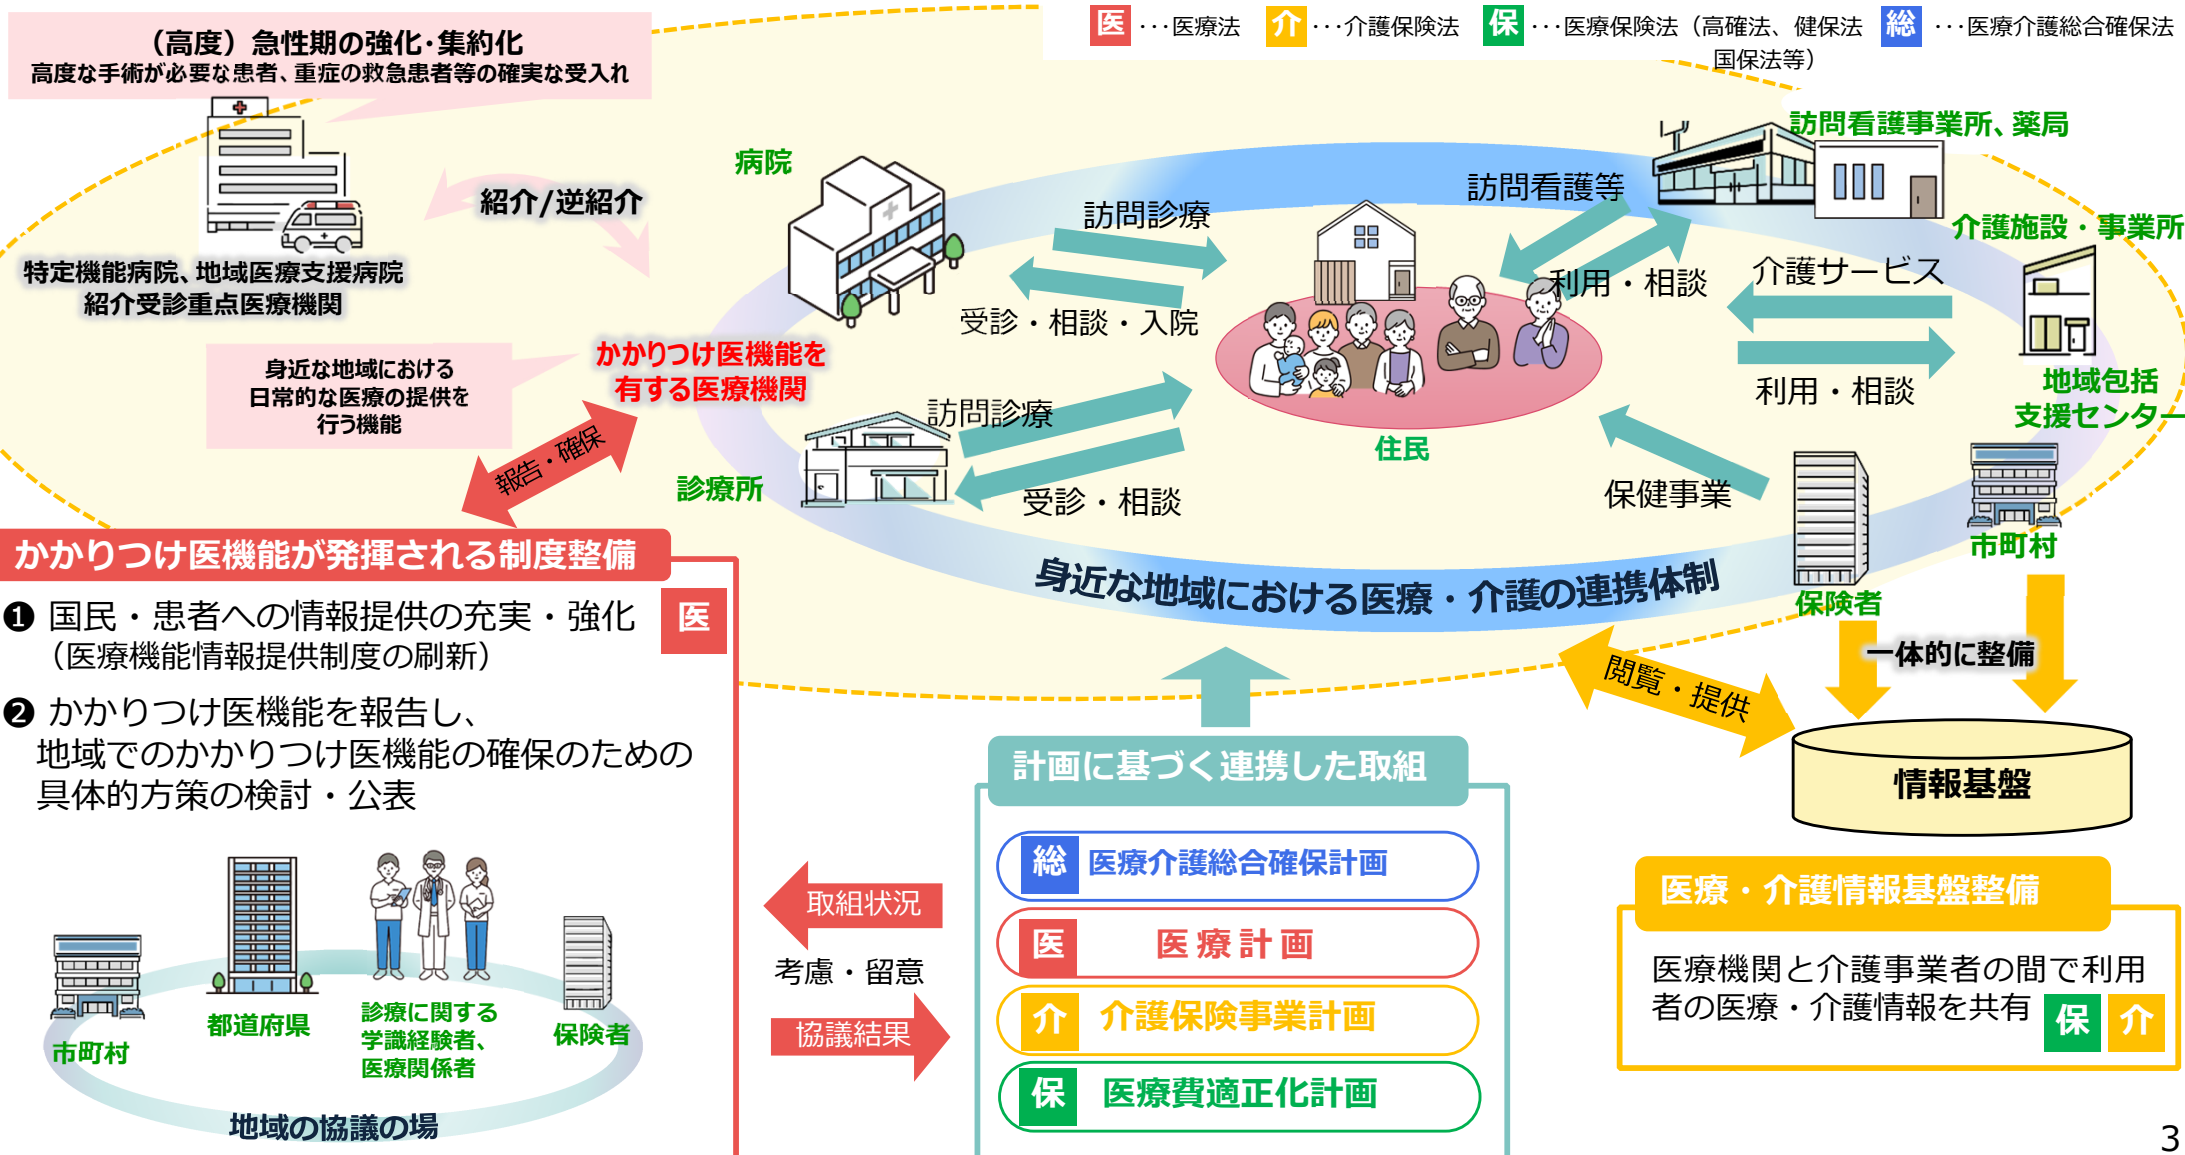 医 ･･･医療法 介 ･･･介護保険法 保 ･･･医療保険法（高確法、健保法 総 ･･･医療介護総合確保法
国保法等）
（高度）急性期の強化･集約化
高度な手術が必要な患者、重症の救急患者等の確実な受入れ
紹介/逆紹介
特定機能病院、地域医療支援病院
紹介受診重点医療機関
身近な地域における
日常的な医療の提供を
行う機能
かかりつけ医機能を
有する医療機関
報告・確保
病院
訪問診療
受診・相談・入院
訪問診療
受診・相談
診療所
住民
訪問看護等
利用・相談
訪問看護事業所、薬局
介護施設・事業所
介護サービス
利用・相談
地域包括
支援センター
保健事業
保険者
市町村
身近な地域における医療・介護の連携体制
一体的に整備
閲覧・提供
情報基盤
かかりつけ医機能が発揮される制度整備
医
❶ 国民・患者への情報提供の充実・強化
（医療機能情報提供制度の刷新）
❷ かかりつけ医機能を報告し、
地域でのかかりつけ医機能の確保のための
具体的方策の検討・公表
市町村
都道府県
診療に関する
学識経験者、
医療関係者
保険者
地域の協議の場
取組状況
考慮・留意
協議結果
計画に基づく連携した取組
総 医療介護総合確保計画
医 医療計画
介 介護保険事業計画
保 医療費適正化計画
医療・介護情報基盤整備
医療機関と介護事業者の間で利用
者の医療・介護情報を共有 保 介
3